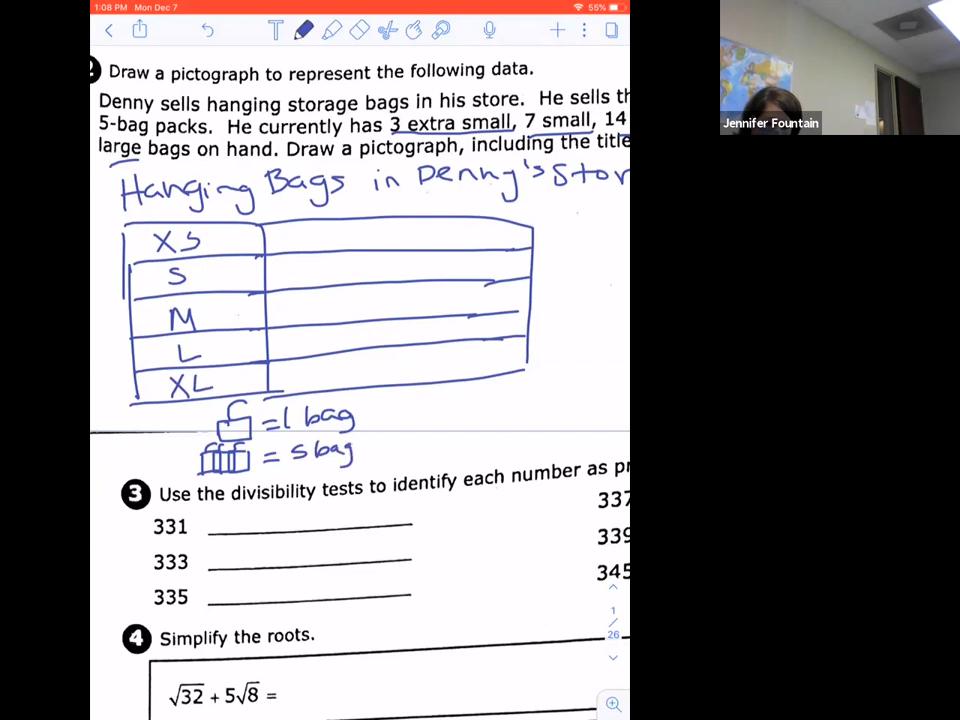 1:08 PM Mon Dec 7
55%
T
2 Draw a pictograph to represent the following data.
Denny sells hanging storage bags in his store. He sells th
5-bag packs. He currently has 3 extra small, 7 small, 14
large bags on hand. Draw a pictograph, including the title
Hanging Bags in Denny's Stor
XS
S
M
L
XL
=1 bag
= 5 bag
3 Use the divisibility tests to identify each number as pr
331 337
333 339
335 345
4 Simplify the roots.
√32 + 5√8 =
1
/
26
Jennifer Fountain